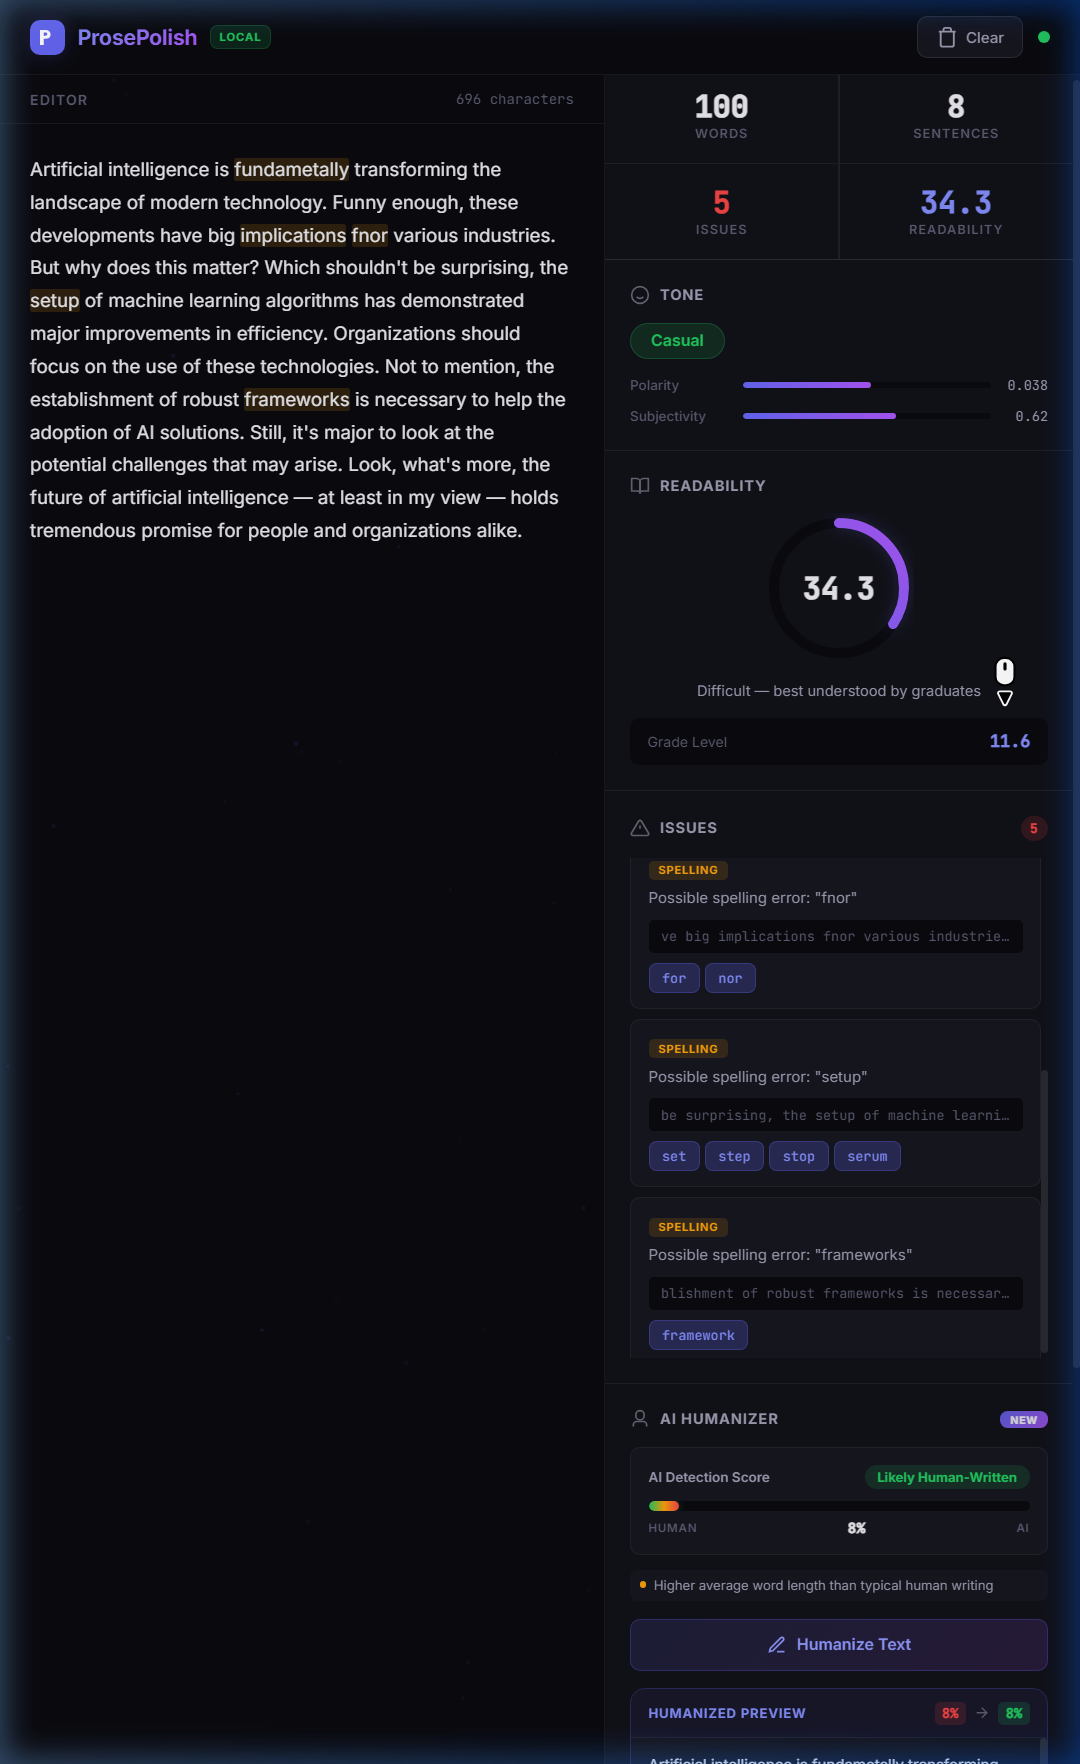 P ProsePolish LOCAL
Clear
EDITOR 696 characters
Artificial intelligence is fundametally transforming the
landscape of modern technology. Funny enough, these
developments have big implications fnor various industries.
But why does this matter? Which shouldn't be surprising, the
setup of machine learning algorithms has demonstrated
major improvements in efficiency. Organizations should
focus on the use of these technologies. Not to mention, the
establishment of robust frameworks is necessary to help the
adoption of AI solutions. Still, it's major to look at the
potential challenges that may arise. Look, what's more, the
future of artificial intelligence — at least in my view — holds
tremendous promise for people and organizations alike.
100
WORDS
8
SENTENCES
5
ISSUES
34.3
READABILITY
TONE
Casual
Polarity 0.038
Subjectivity 0.62
READABILITY
34.3
Difficult — best understood by graduates
Grade Level 11.6
ISSUES 5
SPELLING
Possible spelling error: "fnor"
ve big implications fnor various industrie…
for nor
SPELLING
Possible spelling error: "setup"
be surprising, the setup of machine learni…
set step stop serum
SPELLING
Possible spelling error: "frameworks"
blishment of robust frameworks is necessar…
framework
AI HUMANIZER NEW
AI Detection Score Likely Human-Written
HUMAN 8% AI
Higher average word length than typical human writing
Humanize Text
HUMANIZED PREVIEW 8% → 8%
Artificial intelligence is fundametally transforming